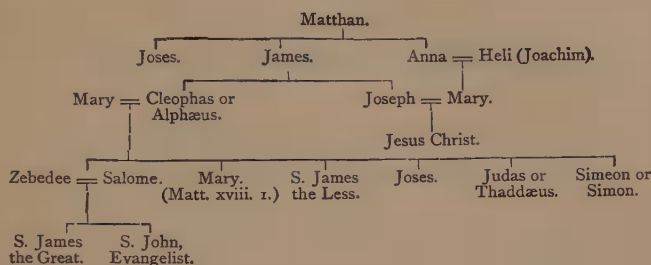 Matthan.
Joses. James. Anna = Heli (Joachim).
Mary = Cleophas or Joseph = Mary.
Alphæus.
Jesus Christ.
Zebedee = Salome. Mary. S. James Joses. Judas or Simeon or
(Matt. xviii. 1.) the Less. Thaddæus. Simon.
S. James S. John,
the Great. Evangelist.